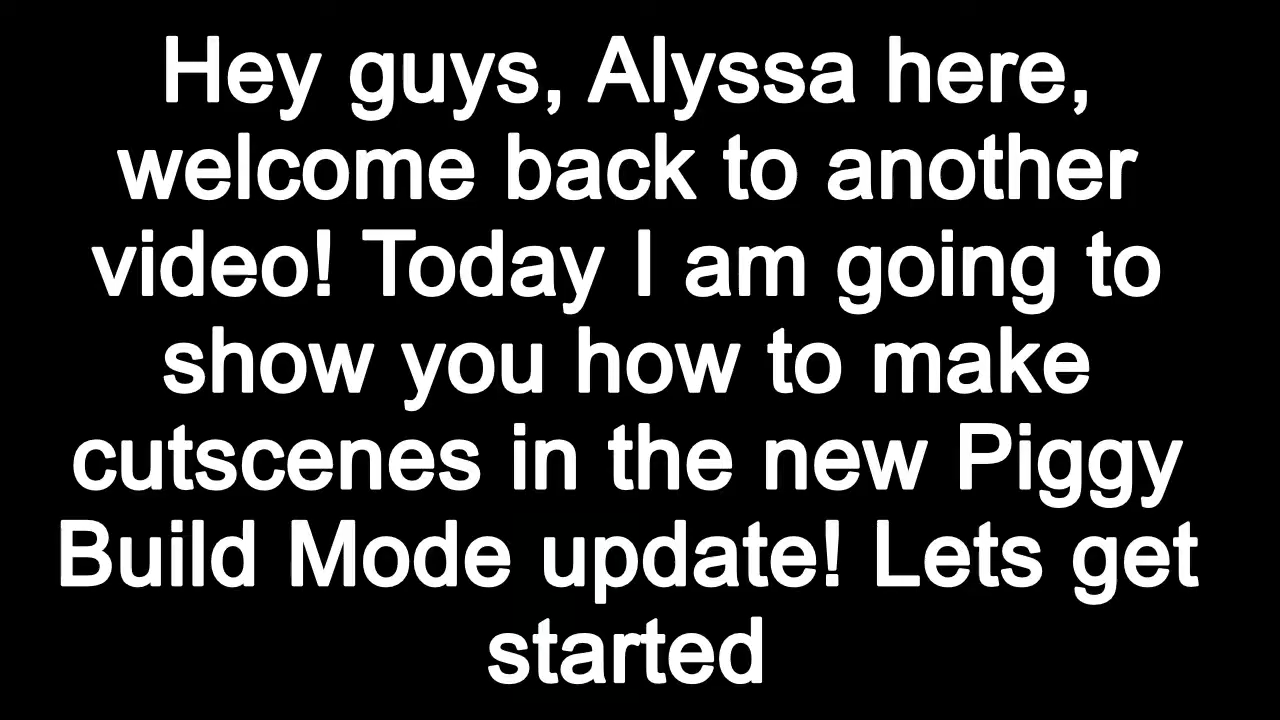 Hey guys, Alyssa here,
welcome back to another
video! Today I am going to
show you how to make
cutscenes in the new Piggy
Build Mode update! Lets get
started